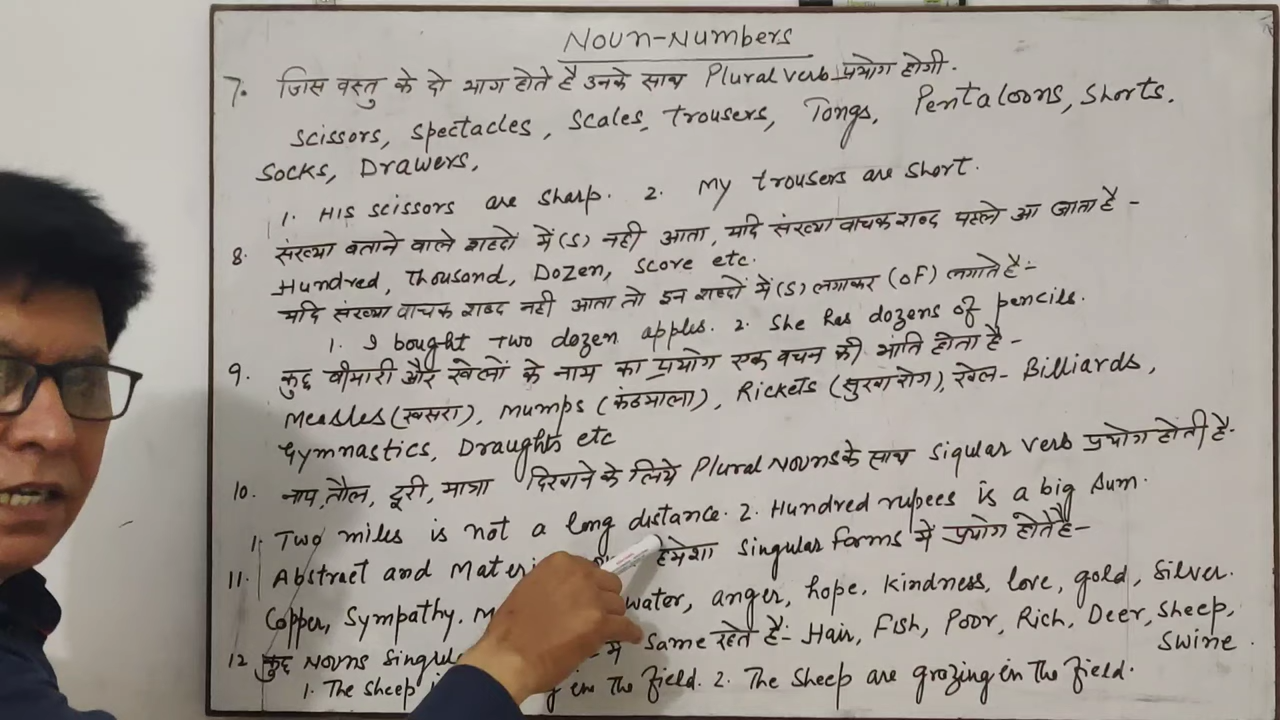 Noun-Numbers
7. जिस वस्तु के दो भाग होते है उनके साथ Plural verb प्रयोग होगी.
Scissors, Spectacles, Scales, Trousers, Tongs, Pentaloons, Shorts.
Socks, Drawers,
1. His scissors are sharp. 2. My trousers are short.
8. संख्या बताने वाले शब्दों में (s) नही आता, यदि संख्या वाचक शब्द पहले आ जाता है -
Hundred, Thousand, Dozen, Score etc.
यदि संख्या वाचक शब्द नही आता तो इन शब्दों में (s) लगाकर (of) लगाते है:-
1. I bought two dozen apples. 2. She has dozens of pencils.
9. कुछ बीमारी और खेलों के नाम का प्रयोग एक वचन की भांति होता है -
Measles (खसरा), Mumps (कंठमाला), Rickets (सुखा रोग), खेल- Billiards,
Gymnastics, Draughts etc
10. नाप, तौल, दूरी, मात्रा दिखाने के लिये Plural Nouns के साथ Sigular verb प्रयोग होती है-
1. Two miles is not a long distance. 2. Hundred rupees is a big sum.
11. Abstract and हमेशा Singular forms में प्रयोग होते है-
Copper, Sympathy, water, anger, hope, kindness, love, gold, Silver.
12. कुछ Nouns में Same रहते है:- Hair, Fish, Poor, Rich, Deer, Sheep,
Swine
1. The sheep in the field. 2. The sheep are grazing in the field.